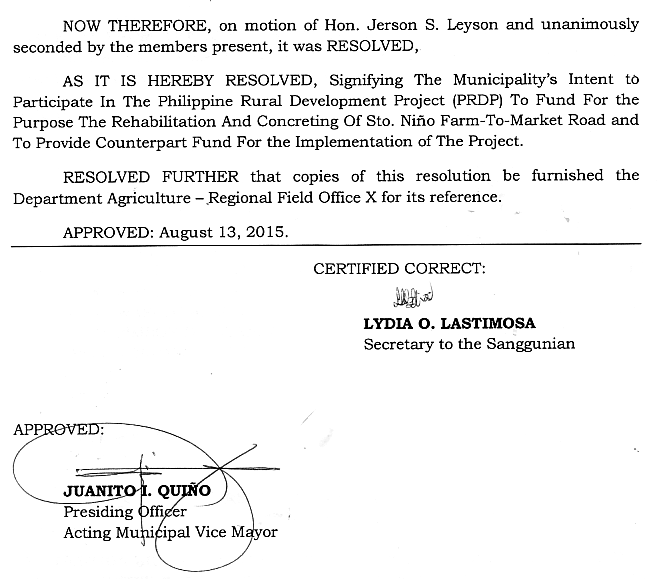 NOW THEREFORE, on motion of Hon. Jerson S. Leyson and unanimously
seconded by the members present, it was RESOLVED,
AS IT IS HEREBY RESOLVED, Signifying The Municipality's Intent to
Participate In The Philippine Rural Development Project (PRDP) To Fund For the
Purpose The Rehabilitation And Concreting Of Sto. Niño Farm-To-Market Road and
To Provide Counterpart Fund For the Implementation of The Project.
RESOLVED FURTHER that copies of this resolution be furnished the
Department Agriculture – Regional Field Office X for its reference.
APPROVED: August 13, 2015.
CERTIFIED CORRECT:
LYDIA O. LASTIMOSA
Secretary to the Sanggunian
APPROVED:
JUANITO I. QUIÑO
Presiding Officer
Acting Municipal Vice Mayor